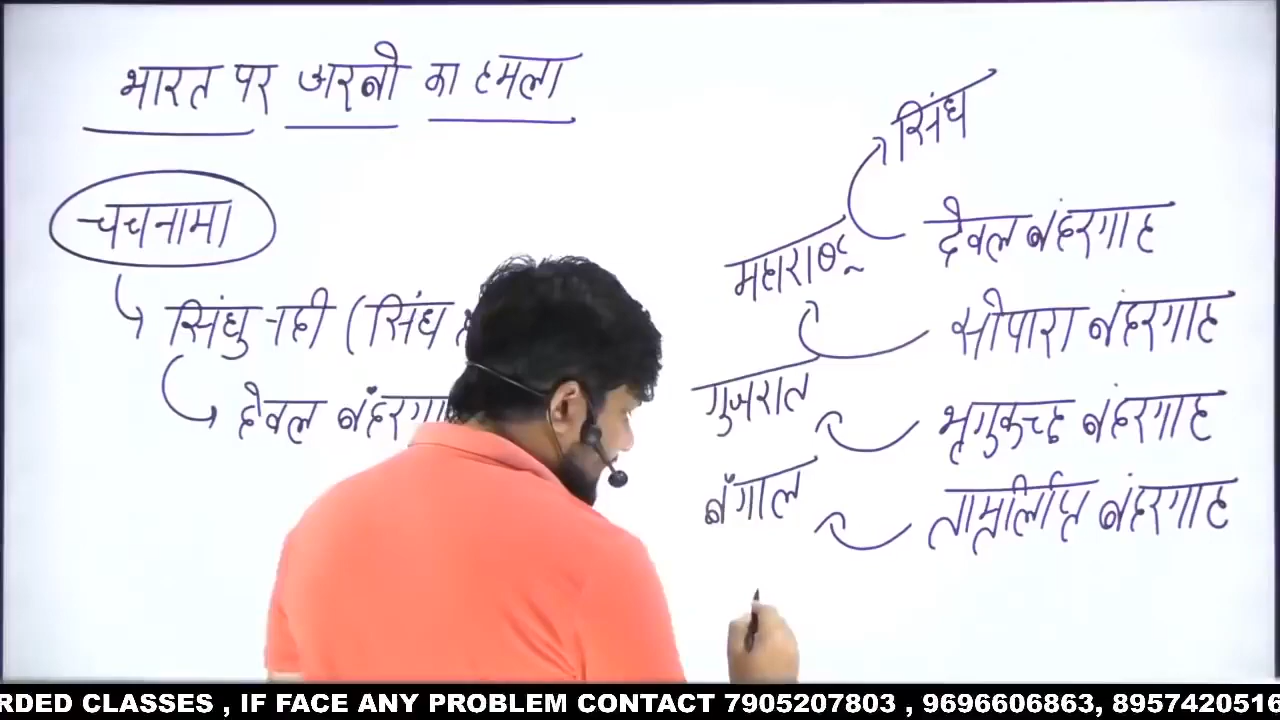 भारत पर अरबों का हमला
चचनामा
सिंधु नदी (सिंध
देवल बंदरगा
सिंध
देवल बंदरगाह
महाराष्ट्र
सोपारा बंदरगाह
गुजरात
भृगुकच्छ बंदरगाह
बंगाल
ताम्रलिप्ति बंदरगाह
RDED CLASSES , IF FACE ANY PROBLEM CONTACT 7905207803 , 9696606863, 8957420516